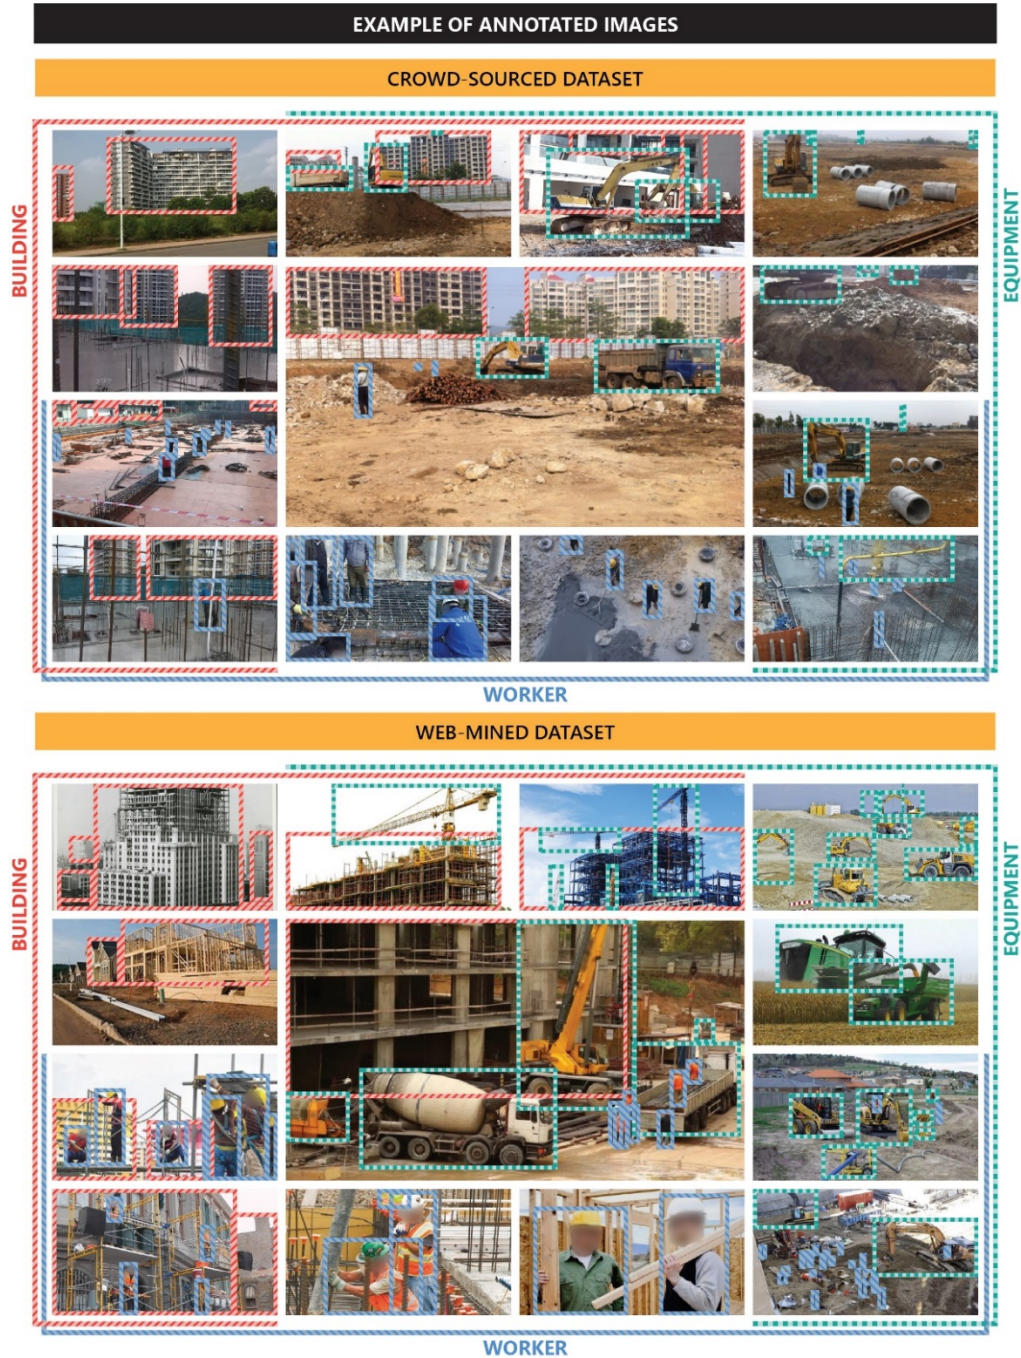 EXAMPLE OF ANNOTATED IMAGES
CROWD-SOURCED DATASET
BUILDING
EQUIPMENT
WORKER
WEB-MINED DATASET
BUILDING
EQUIPMENT
WORKER